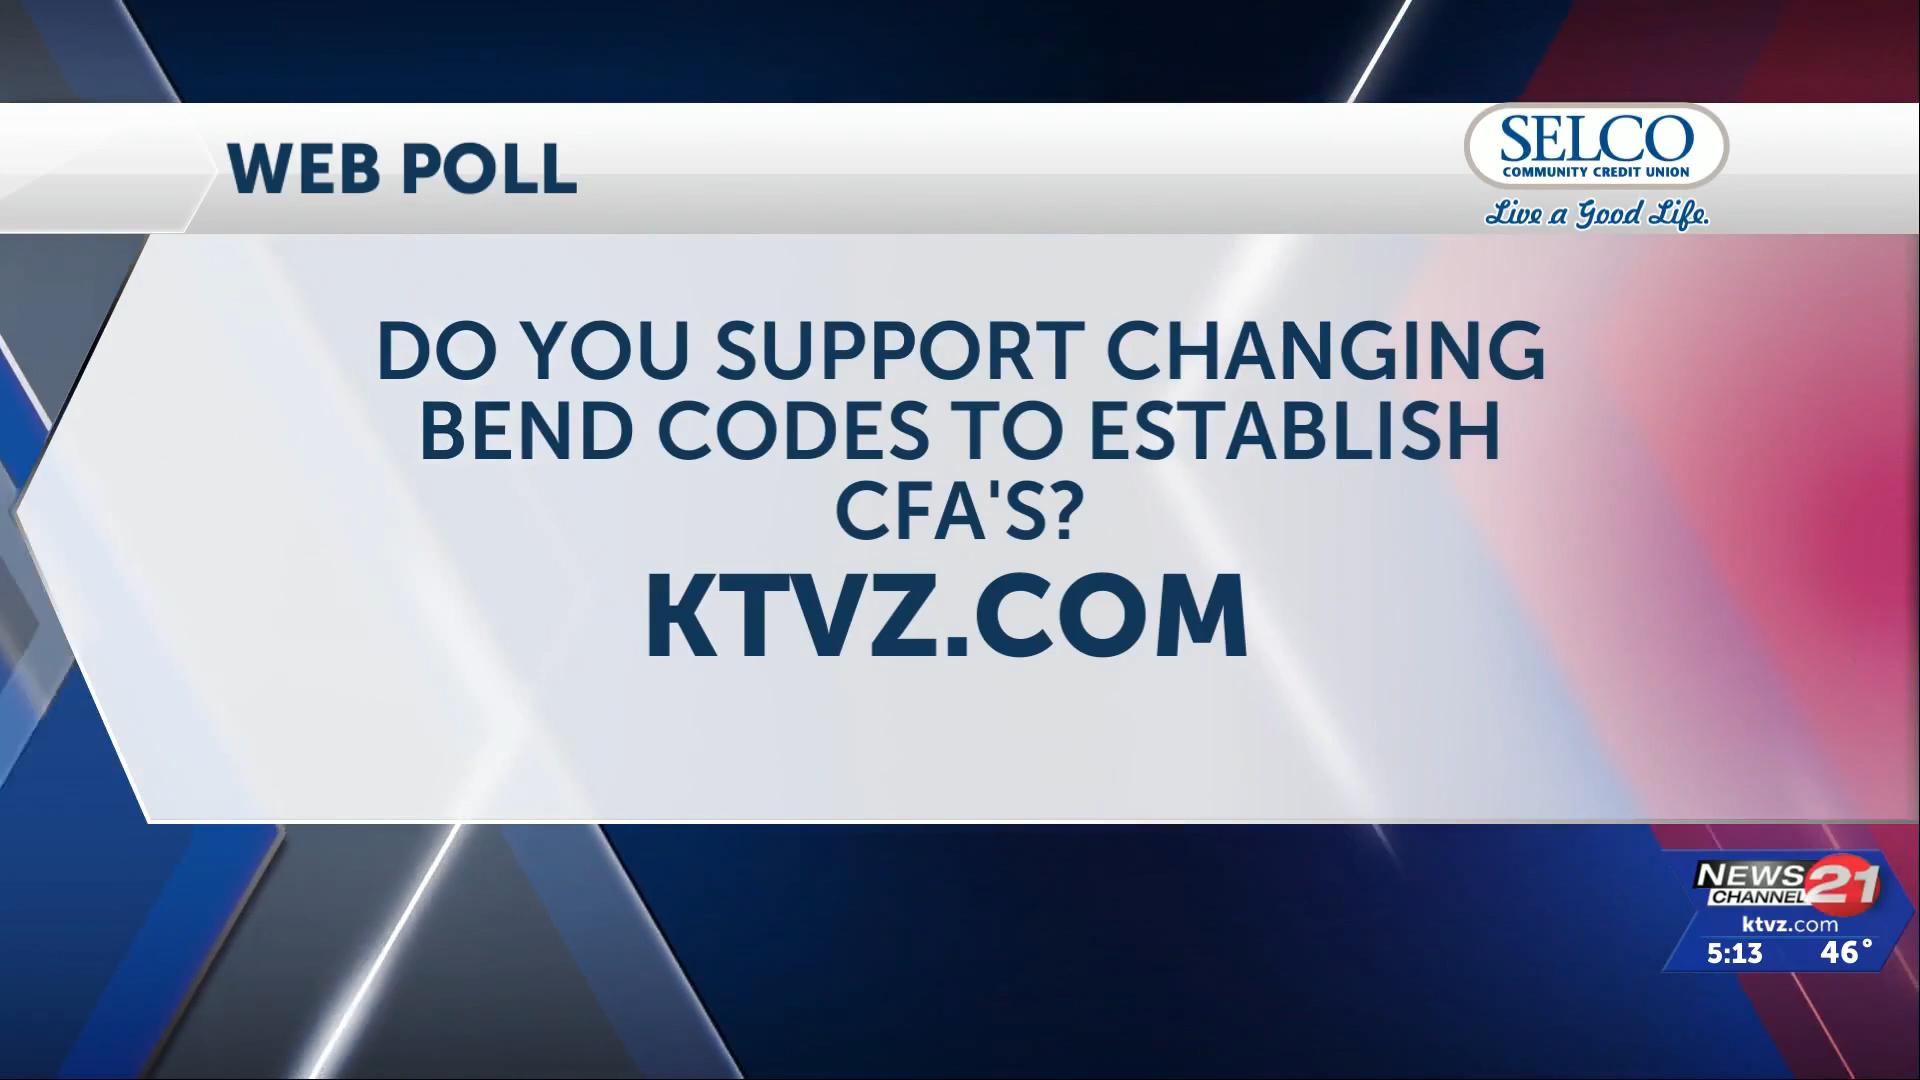 WEB POLL
SELCO
COMMUNITY CREDIT UNION
Live a Good Life.
DO YOU SUPPORT CHANGING
BEND CODES TO ESTABLISH
CFA'S?
KTVZ.COM
NEWS
CHANNEL 21
ktvz.com
5:13 46°